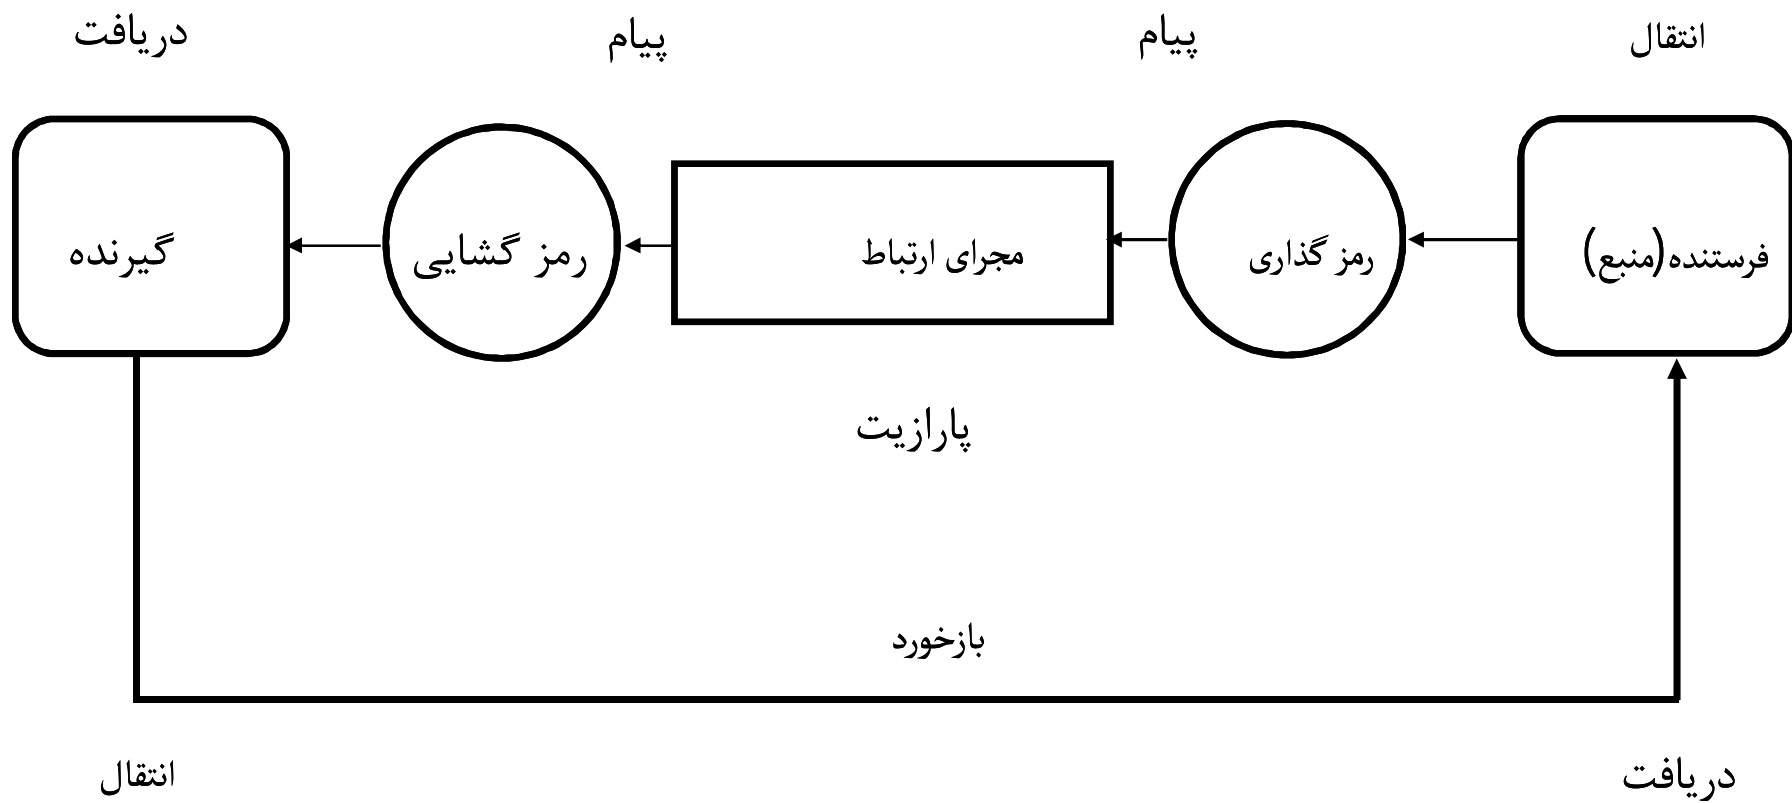 انتقال
پیام
پیام
دریافت
فرستنده(منبع)
رمز گذاری
مجرای ارتباط
رمز گشایی
گیرنده
پارازیت
بازخورد
دریافت
انتقال